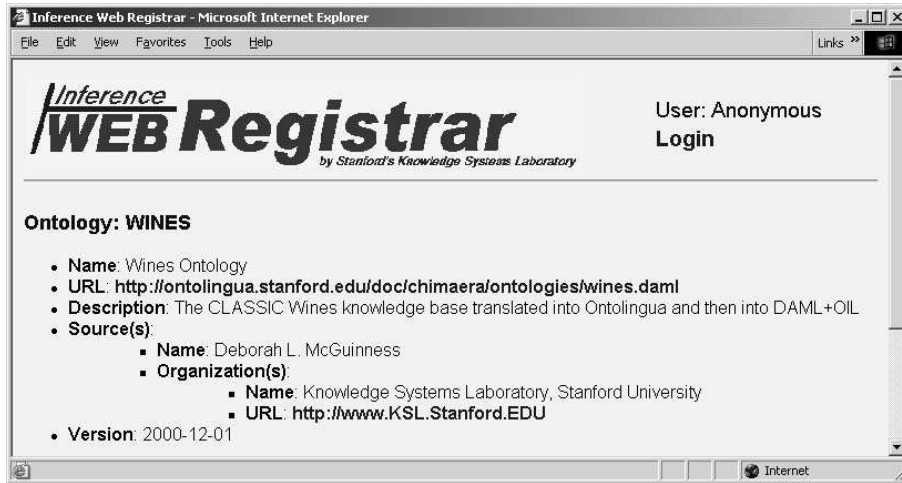 Inference Web Registrar - Microsoft Internet Explorer
File Edit View Favorites Tools Help Links »
Inference
WEB Registrar
by Stanford's Knowledge Systems Laboratory
User: Anonymous
Login
Ontology: WINES
• Name: Wines Ontology
• URL: http://ontolingua.stanford.edu/doc/chimaera/ontologies/wines.daml
• Description: The CLASSIC Wines knowledge base translated into Ontolingua and then into DAML+OIL
• Source(s):
▪ Name: Deborah L. McGuinness
▪ Organization(s):
▪ Name: Knowledge Systems Laboratory, Stanford University
▪ URL: http://www.KSL.Stanford.EDU
• Version: 2000-12-01
Internet